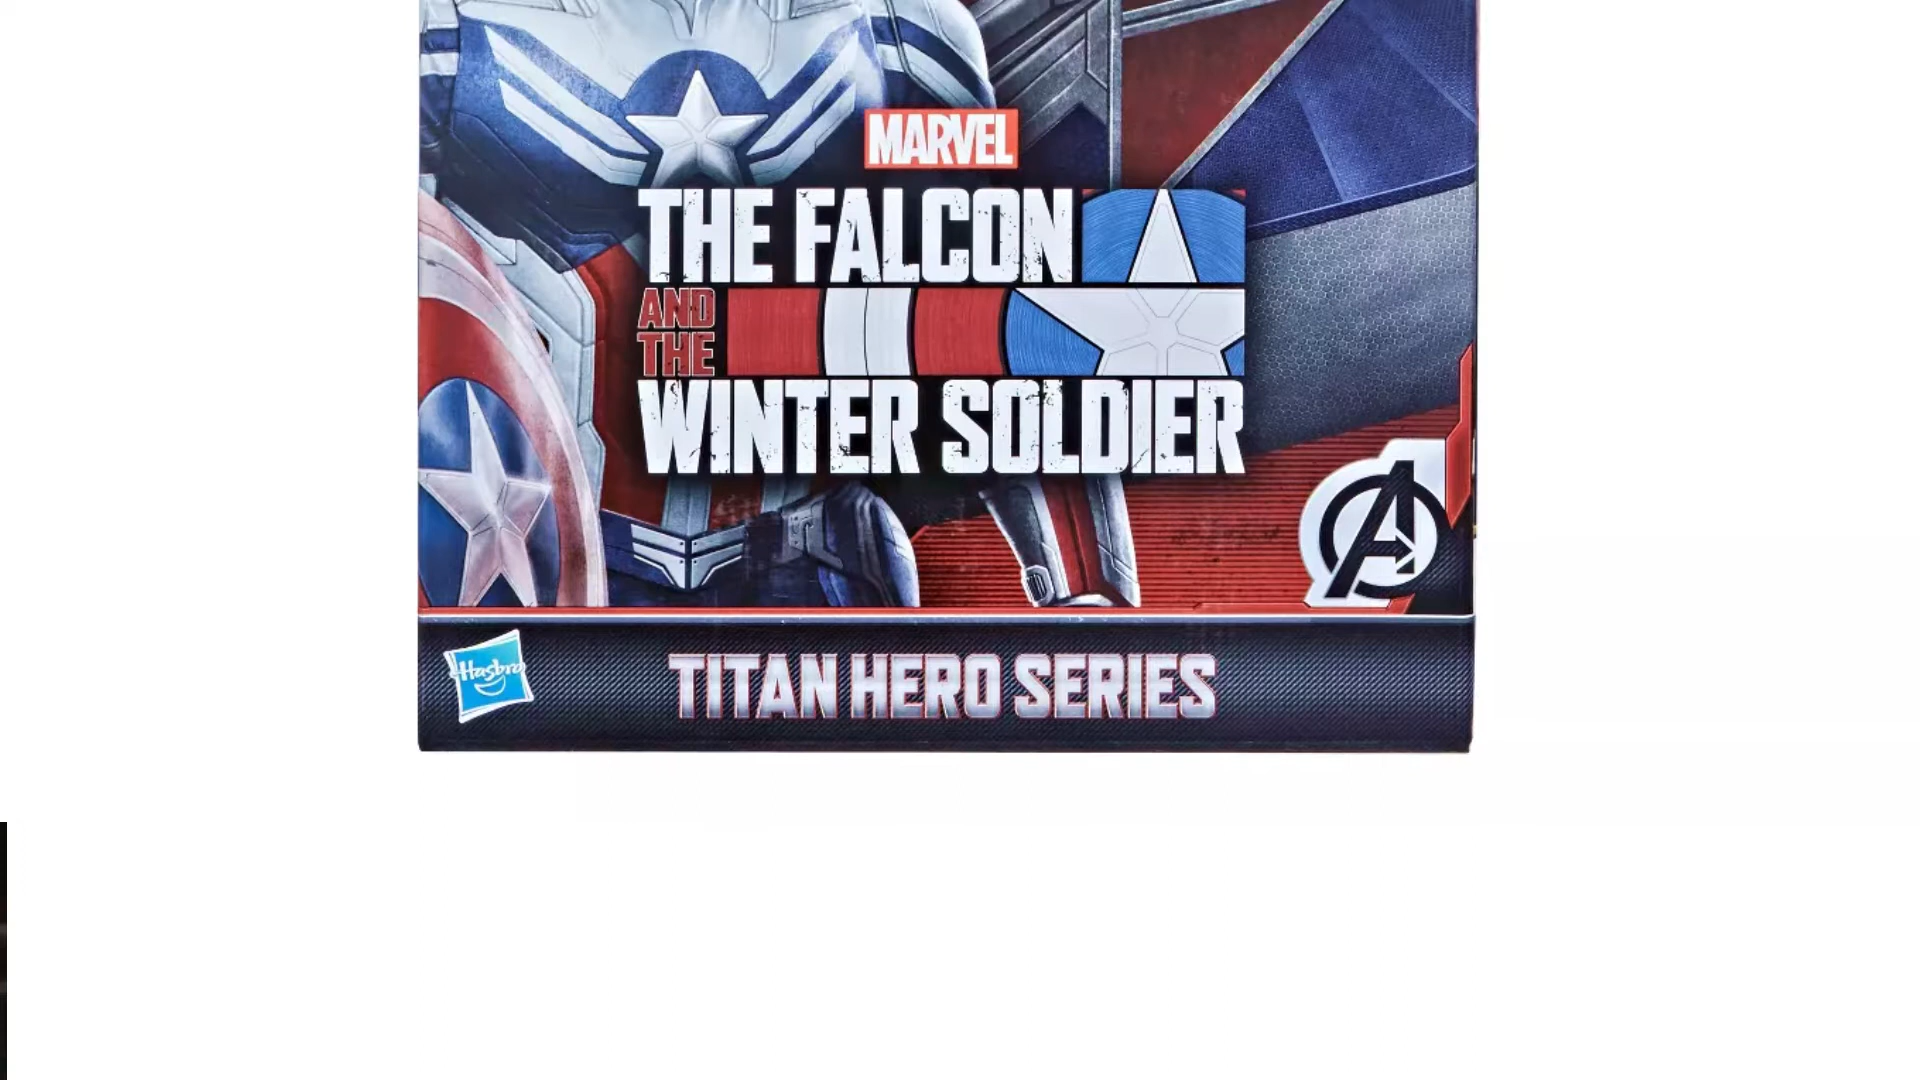 MARVEL
THE FALCON
AND
THE
WINTER SOLDIER
Hasbro
TITAN HERO SERIES